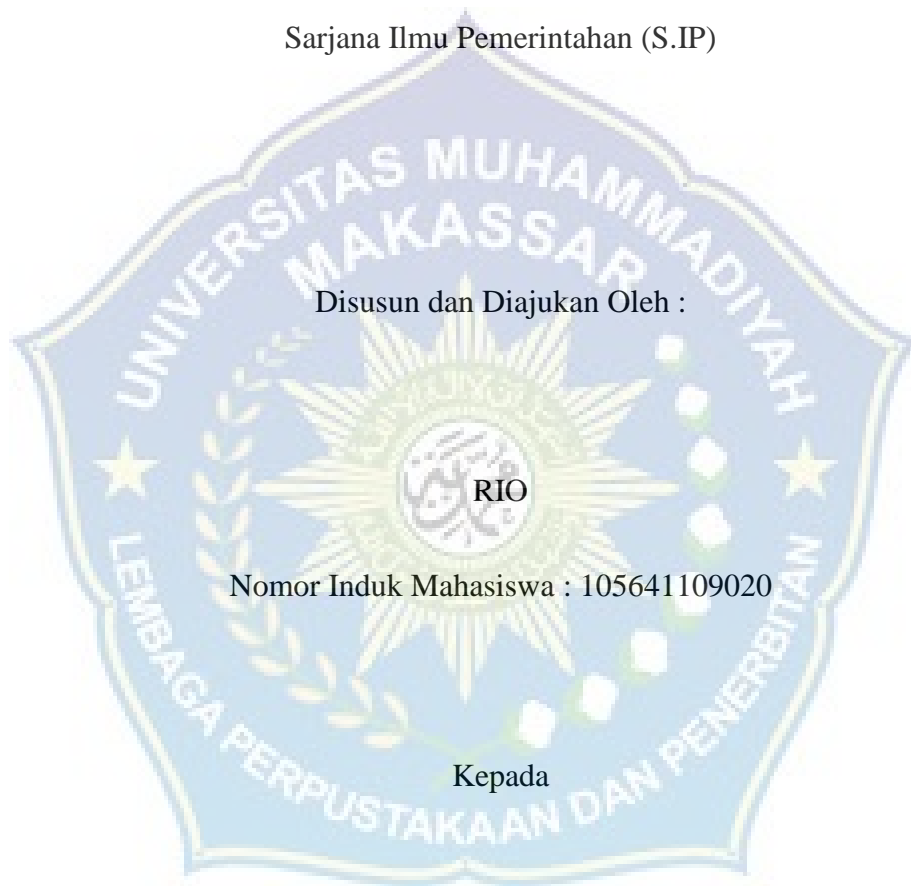 Sarjana Ilmu Pemerintahan (S.IP)
UNIVERSITAS MUHAMMADIYAH
MAKASSAR
Disusun dan Diajukan Oleh :
RIO
Nomor Induk Mahasiswa : 105641109020
Kepada
LEMBAGA PERPUSTAKAAN DAN PENERBITAN